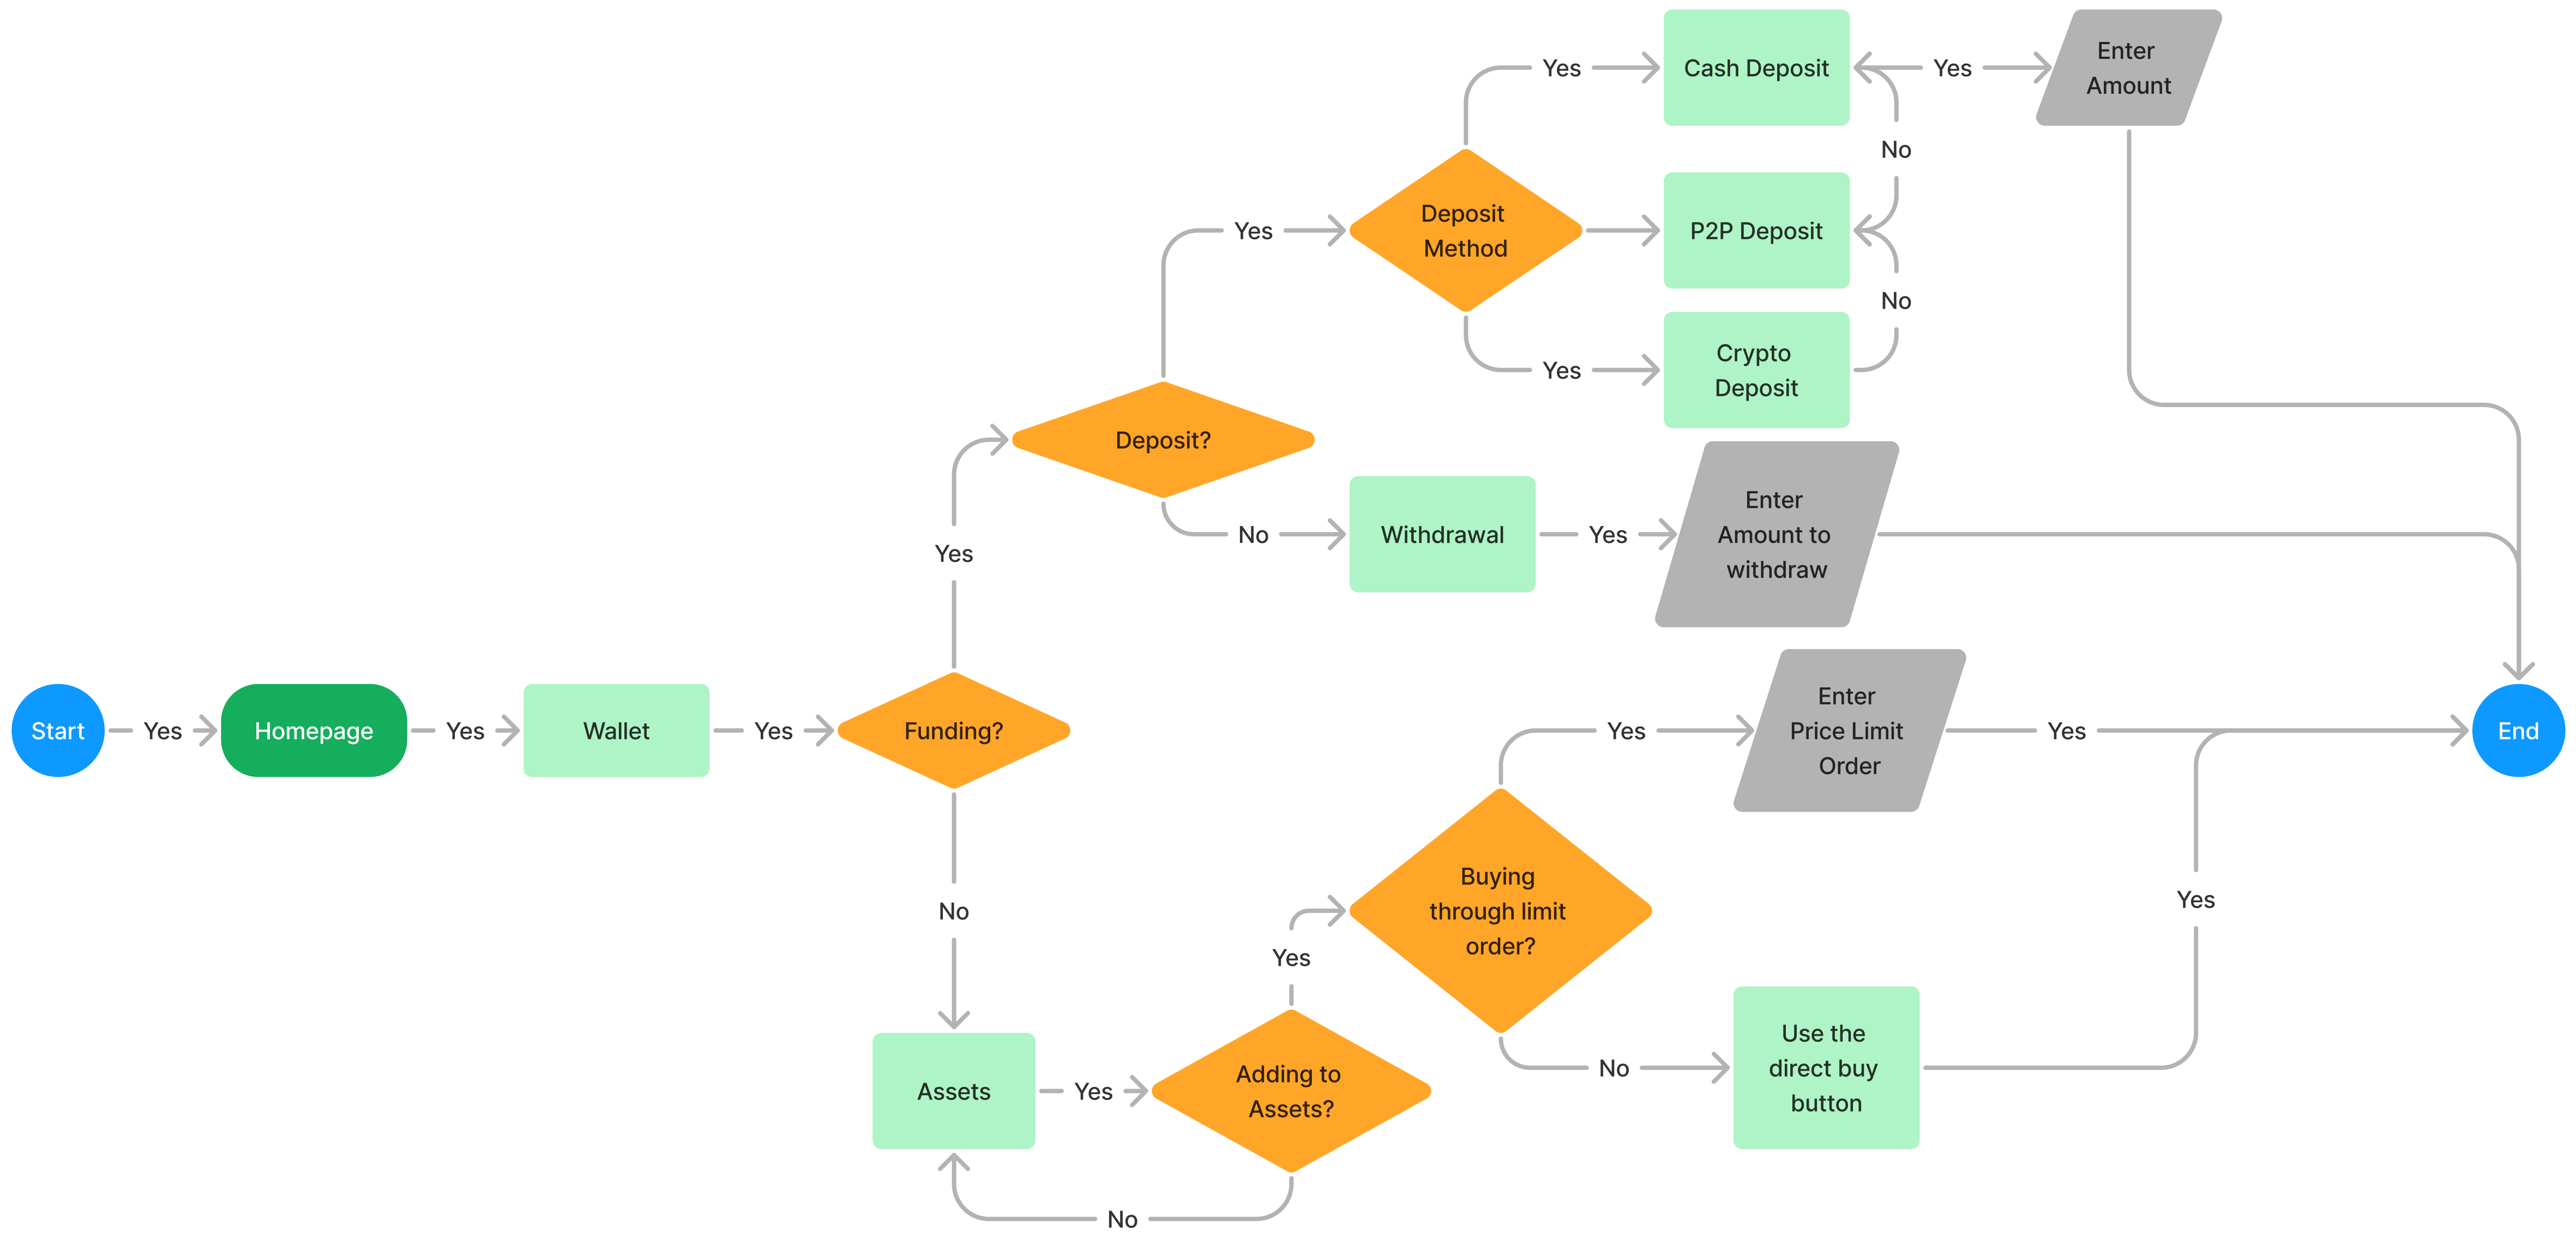 Cash Deposit
Yes
Yes
Enter
Amount
No
Deposit
Method
Yes
P2P Deposit
No
Crypto
Deposit
Yes
Deposit?
Yes
No
Withdrawal
Yes
Enter
Amount to
withdraw
Start
Yes
Homepage
Yes
Wallet
Yes
Funding?
Yes
Enter
Price Limit
Order
Yes
End
Buying
through limit
order?
No
Yes
Yes
Use the
direct buy
button
No
Assets
Yes
Adding to
Assets?
No